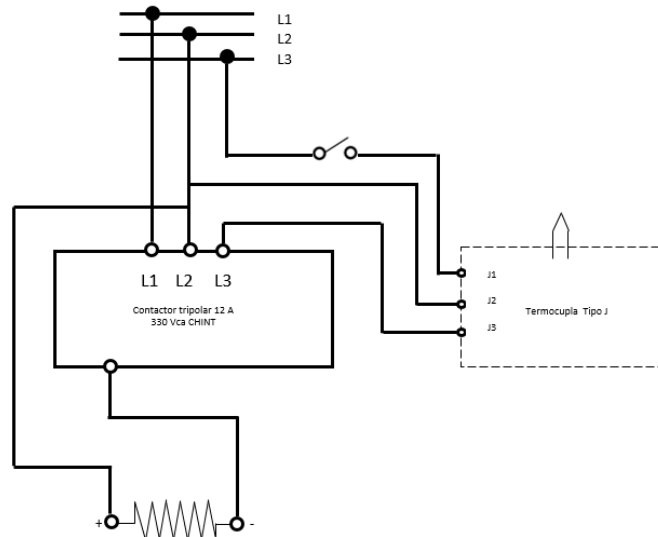 L1
L2
L3
L1 L2 L3
Contactor tripolar 12 A
330 Vca CHINT
J1
J2
J3
Termocupla Tipo J
+
-